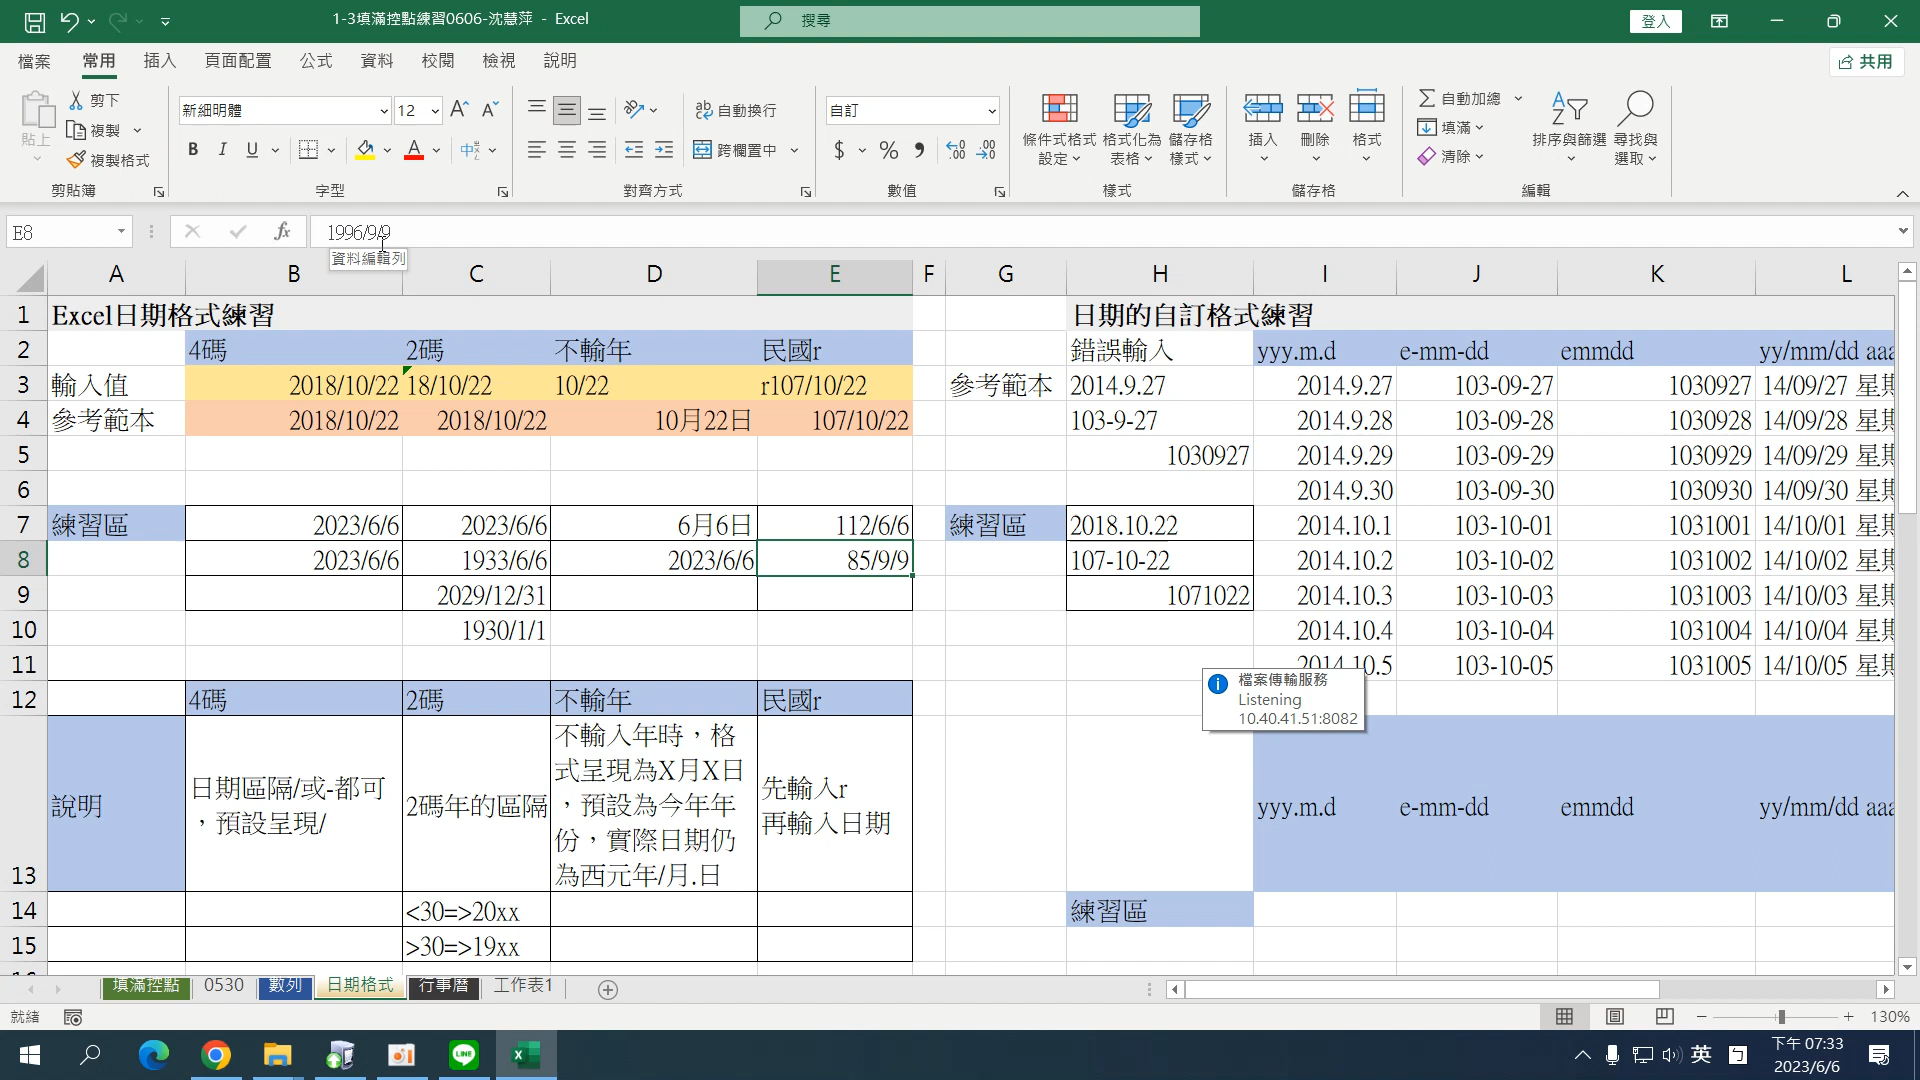 1-3填滿控點練習0606-沈慧萍 - Excel
搜尋
登入
檔案 常用 插入 頁面配置 公式 資料 校閱 檢視 說明
共用
貼上
剪下
複製
複製格式
剪貼簿
新細明體 12
B I U A
字型
自動換行
跨欄置中
對齊方式
自訂
$ % 9
數值
條件式格式設定
格式化為表格
儲存格樣式
樣式
插入 刪除 格式
儲存格
自動加總
填滿
清除
排序與篩選
尋找與選取
編輯
E8 fx 1996/9/9
資料編輯列
A B C D E F G H I J K L
1 Excel日期格式練習 日期的自訂格式練習
2 4碼 2碼 不輸年 民國r 錯誤輸入 yyy.m.d e-mm-dd emmdd yy/mm/dd aaa
3 輸入值 2018/10/22 18/10/22 10/22 r107/10/22 參考範本 2014.9.27 2014.9.27 103-09-27 1030927 14/09/27 星期
4 參考範本 2018/10/22 2018/10/22 10月22日 107/10/22 103-9-27 2014.9.28 103-09-28 1030928 14/09/28 星期
5 1030927 2014.9.29 103-09-29 1030929 14/09/29 星期
6 2014.9.30 103-09-30 1030930 14/09/30 星期
7 練習區 2023/6/6 2023/6/6 6月6日 112/6/6 練習區 2018.10.22 2014.10.1 103-10-01 1031001 14/10/01 星期
8 2023/6/6 1933/6/6 2023/6/6 85/9/9 107-10-22 2014.10.2 103-10-02 1031002 14/10/02 星期
9 2029/12/31 1071022 2014.10.3 103-10-03 1031003 14/10/03 星期
10 1930/1/1 2014.10.4 103-10-04 1031004 14/10/04 星期
11 2014.10.5 103-10-05 1031005 14/10/05 星期
檔案傳輸服務
Listening
10.40.41.51:8082
12 4碼 2碼 不輸年 民國r
13 說明
日期區隔/或-都可
，預設呈現/
2碼年的區隔
不輸入年時，格
式呈現為X月X日
，預設為今年年
份，實際日期仍
為西元年/月.日
先輸入r
再輸入日期
yyy.m.d e-mm-dd emmdd yy/mm/dd aaa
14 <30=>20xx 練習區
15 >30=>19xx
填滿控點 0530 數列 日期格式 行事曆 工作表1
就緒
130%
英
下午 07:33
2023/6/6